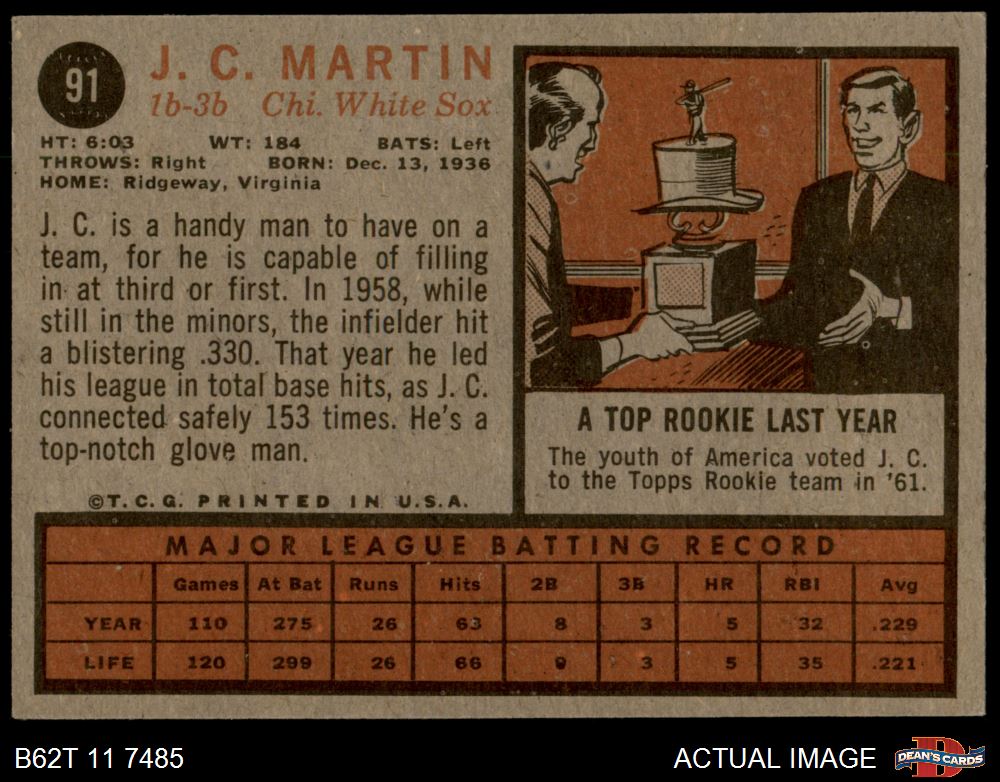 91
J. C. MARTIN
1b-3b Chi. White Sox
HT: 6:03 WT: 184 BATS: Left
THROWS: Right BORN: Dec. 13, 1936
HOME: Ridgeway, Virginia
J. C. is a handy man to have on a
team, for he is capable of filling
in at third or first. In 1958, while
still in the minors, the infielder hit
a blistering .330. That year he led
his league in total base hits, as J. C.
connected safely 153 times. He's a
top-notch glove man.
©T.C.G. PRINTED IN U.S.A.
A TOP ROOKIE LAST YEAR
The youth of America voted J. C.
to the Topps Rookie team in '61.
MAJOR LEAGUE BATTING RECORD
Games At Bat Runs Hits 2B 3B HR RBI Avg
YEAR 110 275 26 63 8 3 5 32 .229
LIFE 120 299 26 66 9 3 5 35 .221
B62T 11 7485
ACTUAL IMAGE
D
DEAN'S CARDS